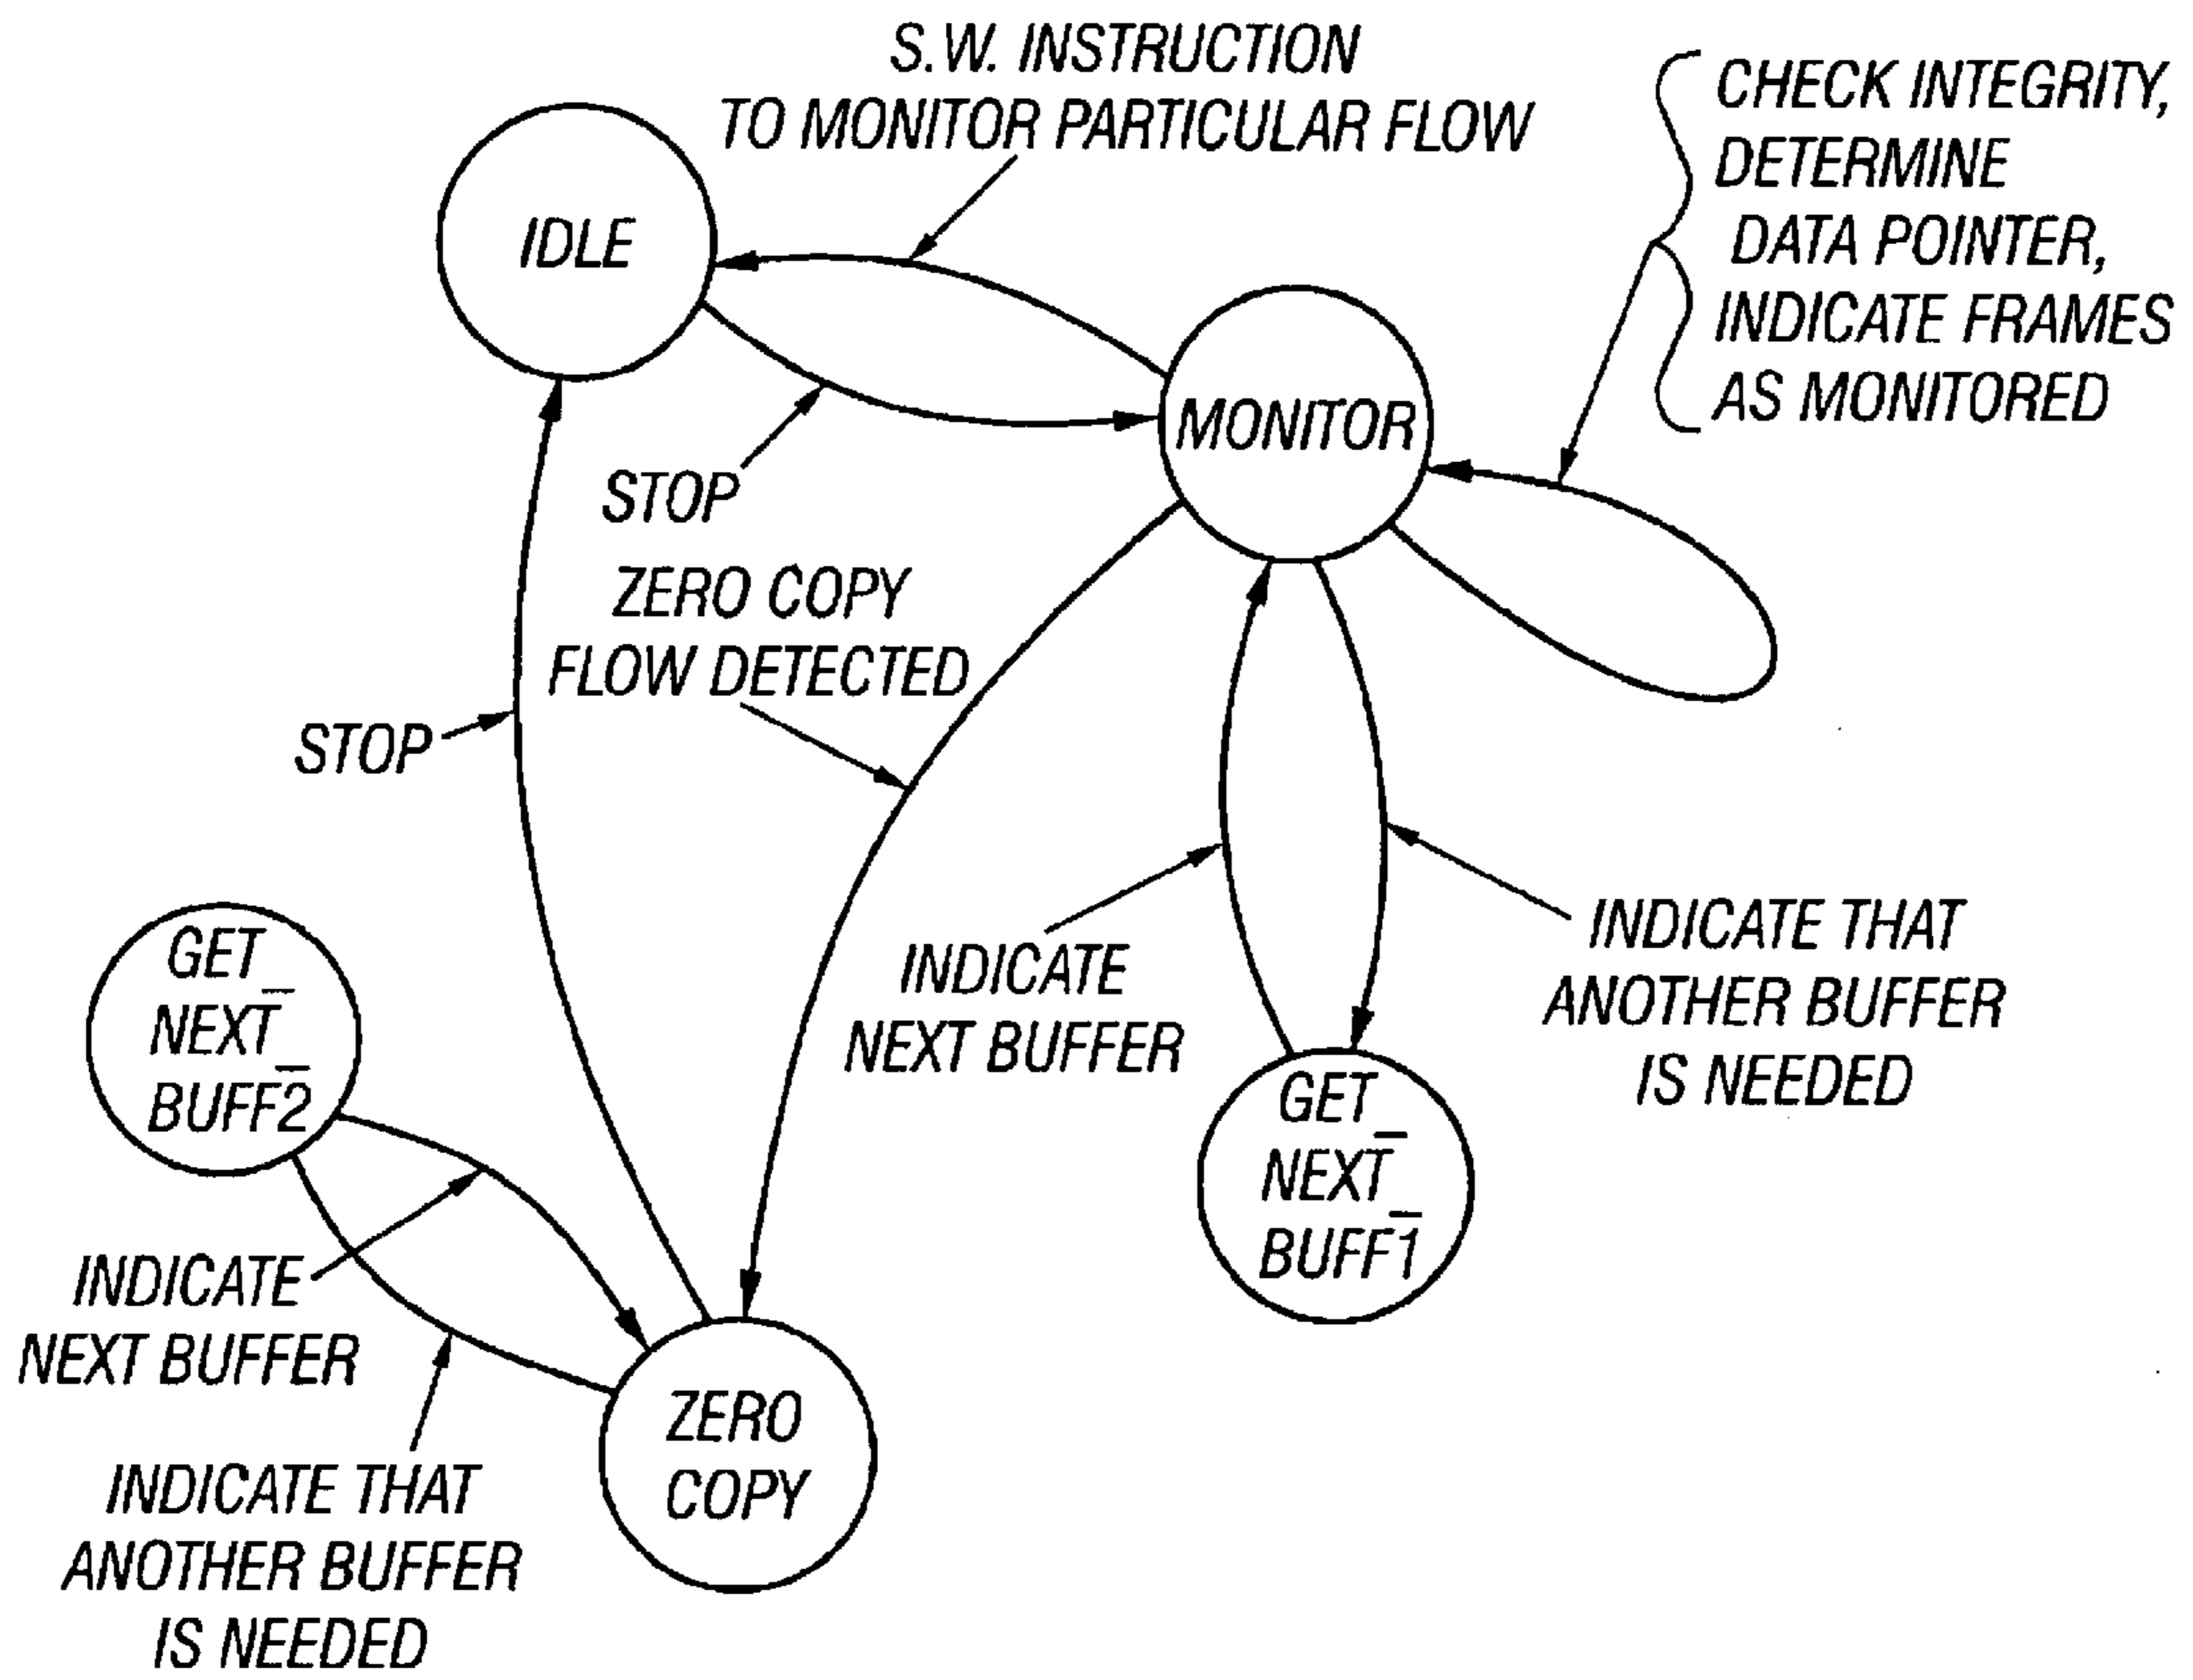 S.W. INSTRUCTION
TO MONITOR PARTICULAR FLOW
CHECK INTEGRITY,
DETERMINE
DATA POINTER,
INDICATE FRAMES
AS MONITORED
IDLE
MONITOR
STOP
ZERO COPY
FLOW DETECTED
STOP
INDICATE
NEXT BUFFER
INDICATE THAT
ANOTHER BUFFER
IS NEEDED
GET_
NEXT_
BUFF2
GET_
NEXT_
BUFF1
INDICATE
NEXT BUFFER
ZERO
COPY
INDICATE THAT
ANOTHER BUFFER
IS NEEDED